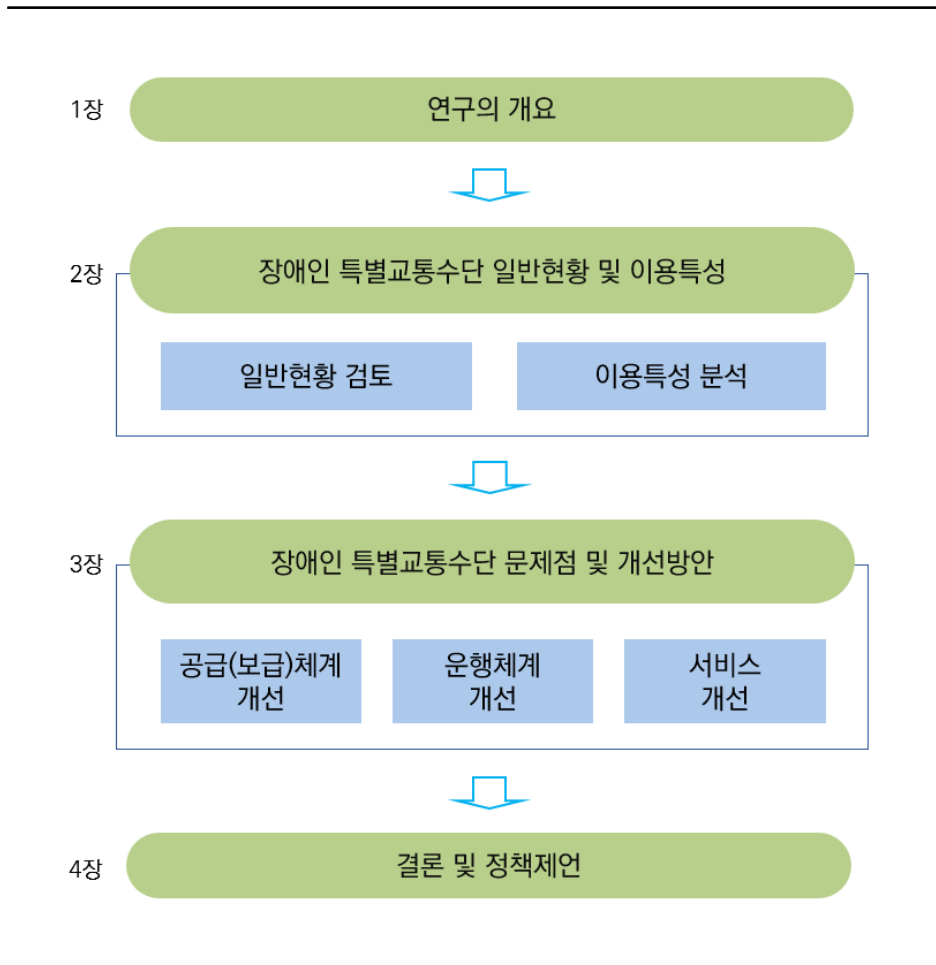 1장
연구의 개요
2장
장애인 특별교통수단 일반현황 및 이용특성
일반현황 검토
이용특성 분석
3장
장애인 특별교통수단 문제점 및 개선방안
공급(보급)체계
개선
운행체계
개선
서비스
개선
4장
결론 및 정책제언